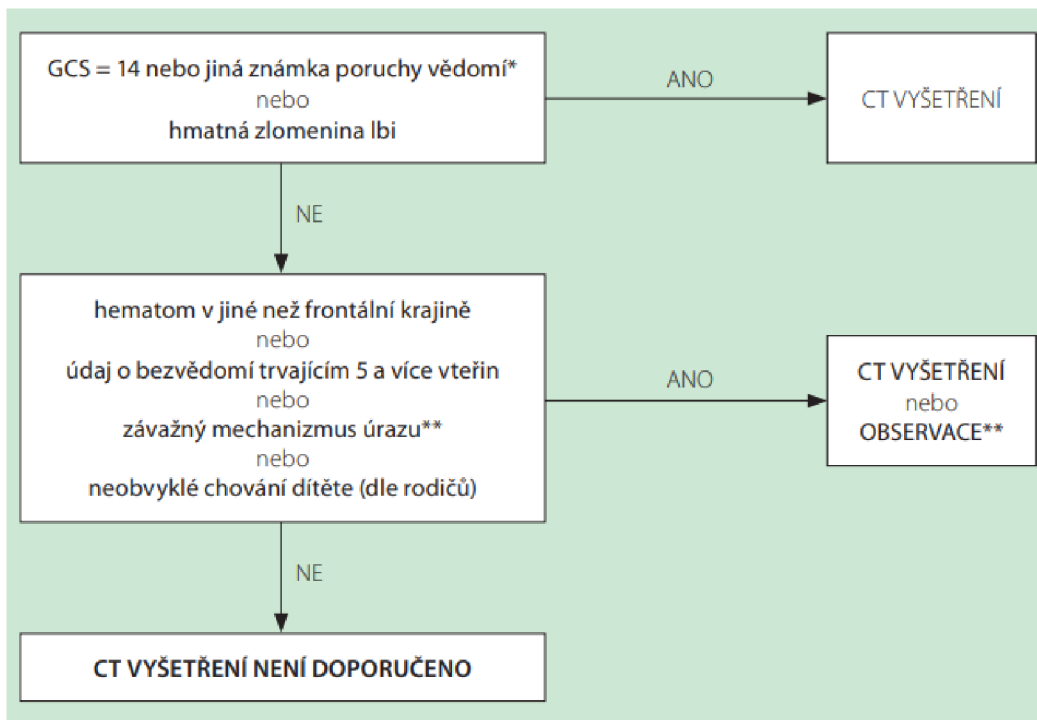 GCS = 14 nebo jiná známka poruchy vědomí*
nebo
hmatná zlomenina lbi
ANO
CT VYŠETŘENÍ
NE
hematom v jiné než frontální krajině
nebo
údaj o bezvědomí trvajícím 5 a více vteřin
nebo
závažný mechanizmus úrazu**
nebo
neobvyklé chování dítěte (dle rodičů)
ANO
CT VYŠETŘENÍ
nebo
OBSERVACE**
NE
CT VYŠETŘENÍ NENÍ DOPORUČENO